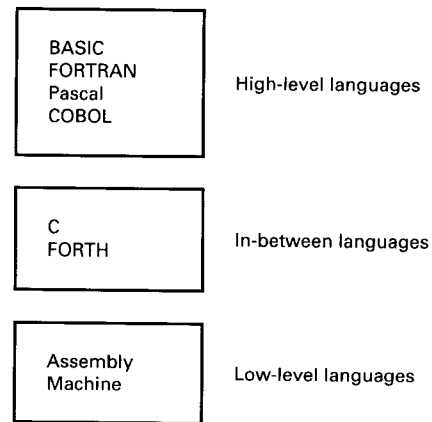 BASIC
FORTRAN
Pascal
COBOL
High-level languages
C
FORTH
In-between languages
Assembly
Machine
Low-level languages